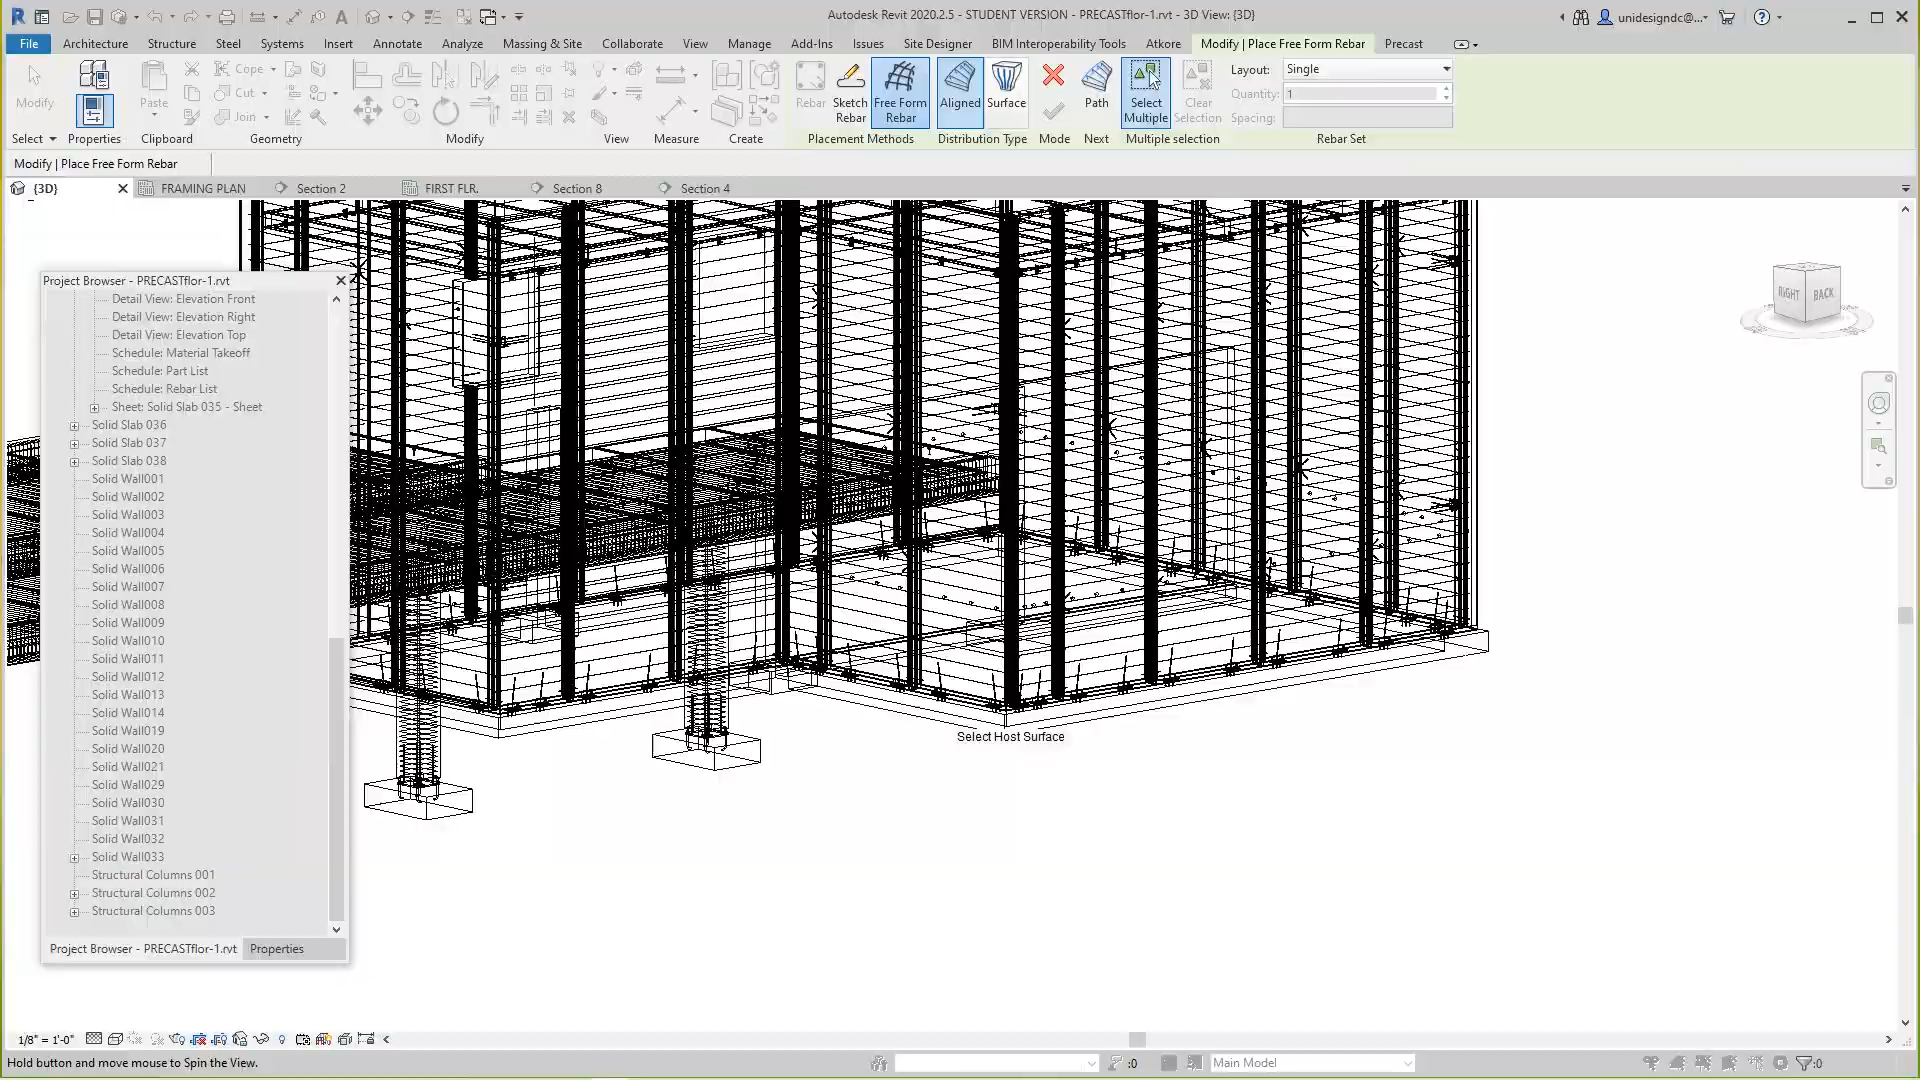 Autodesk Revit 2020.2.5 - STUDENT VERSION - PRECASTflor-1.rvt - 3D View: {3D}
unidesigndc@...
File Architecture Structure Steel Systems Insert Annotate Analyze Massing & Site Collaborate View Manage Add-Ins Issues Site Designer BIM Interoperability Tools Atkore Modify | Place Free Form Rebar Precast
Modify
Paste
Cope
Cut
Join
Rebar
Sketch Rebar
Free Form Rebar
Aligned
Surface
Path
Select Multiple
Clear Selection
Layout: Single
Quantity: 1
Spacing:
Select Properties Clipboard Geometry Modify View Measure Create Placement Methods Distribution Type Mode Next Multiple selection Rebar Set
Modify | Place Free Form Rebar
{3D} FRAMING PLAN Section 2 FIRST FLR. Section 8 Section 4
Project Browser - PRECASTflor-1.rvt
Detail View: Elevation Front
Detail View: Elevation Right
Detail View: Elevation Top
Schedule: Material Takeoff
Schedule: Part List
Schedule: Rebar List
Sheet: Solid Slab 035 - Sheet
Solid Slab 036
Solid Slab 037
Solid Slab 038
Solid Wall001
Solid Wall002
Solid Wall003
Solid Wall004
Solid Wall005
Solid Wall006
Solid Wall007
Solid Wall008
Solid Wall009
Solid Wall010
Solid Wall011
Solid Wall012
Solid Wall013
Solid Wall014
Solid Wall019
Solid Wall020
Solid Wall021
Solid Wall029
Solid Wall030
Solid Wall031
Solid Wall032
Solid Wall033
Structural Columns 001
Structural Columns 002
Structural Columns 003
Project Browser - PRECASTflor-1.rvt Properties
RIGHT BACK
Select Host Surface
1/8" = 1'-0"
Hold button and move mouse to Spin the View.
:0
Main Model
:0